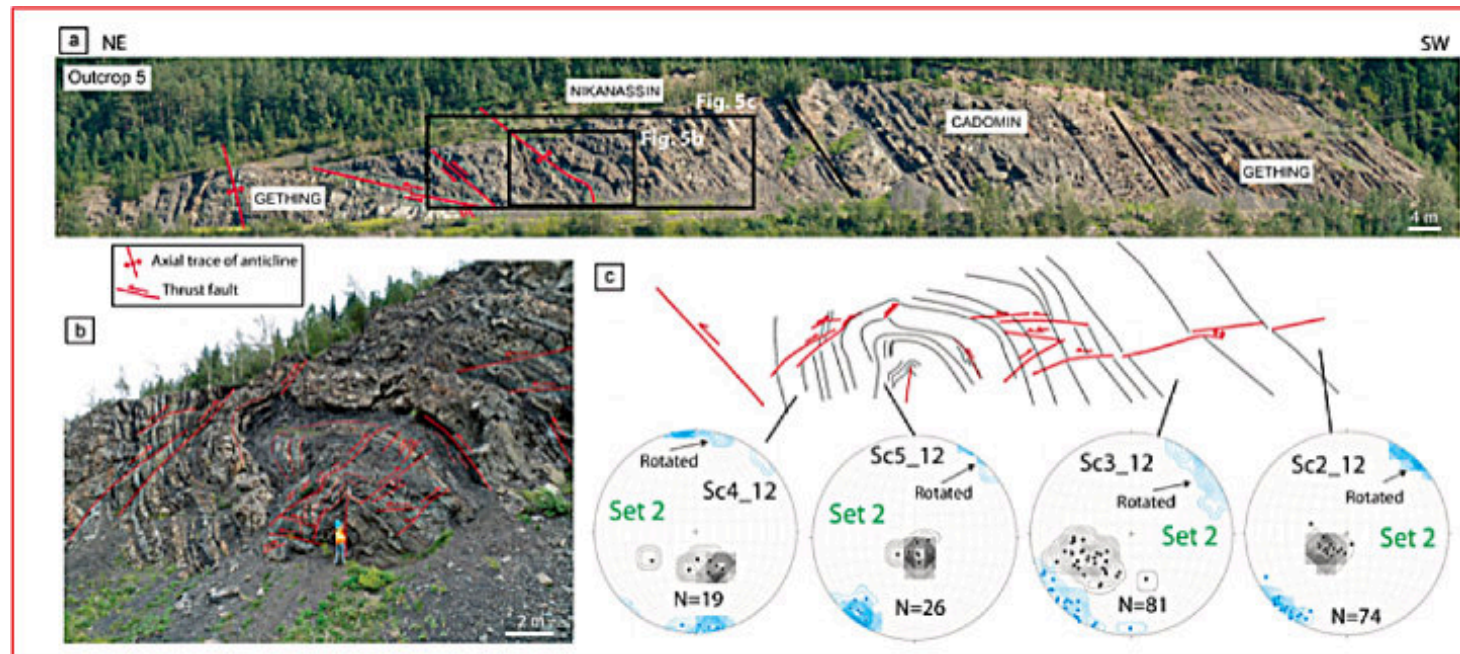 a NE
SW
Outcrop 5
NIKANASSIN
Fig. 5c
Fig. 5b
CADOMIN
GETHING
GETHING
4 m
Axial trace of anticline
Thrust fault
b
2 m
c
Rotated
Sc4_12
Set 2
N=19
Sc5_12
Rotated
Set 2
N=26
Sc3_12
Rotated
Set 2
N=81
Sc2_12
Rotated
Set 2
N=74